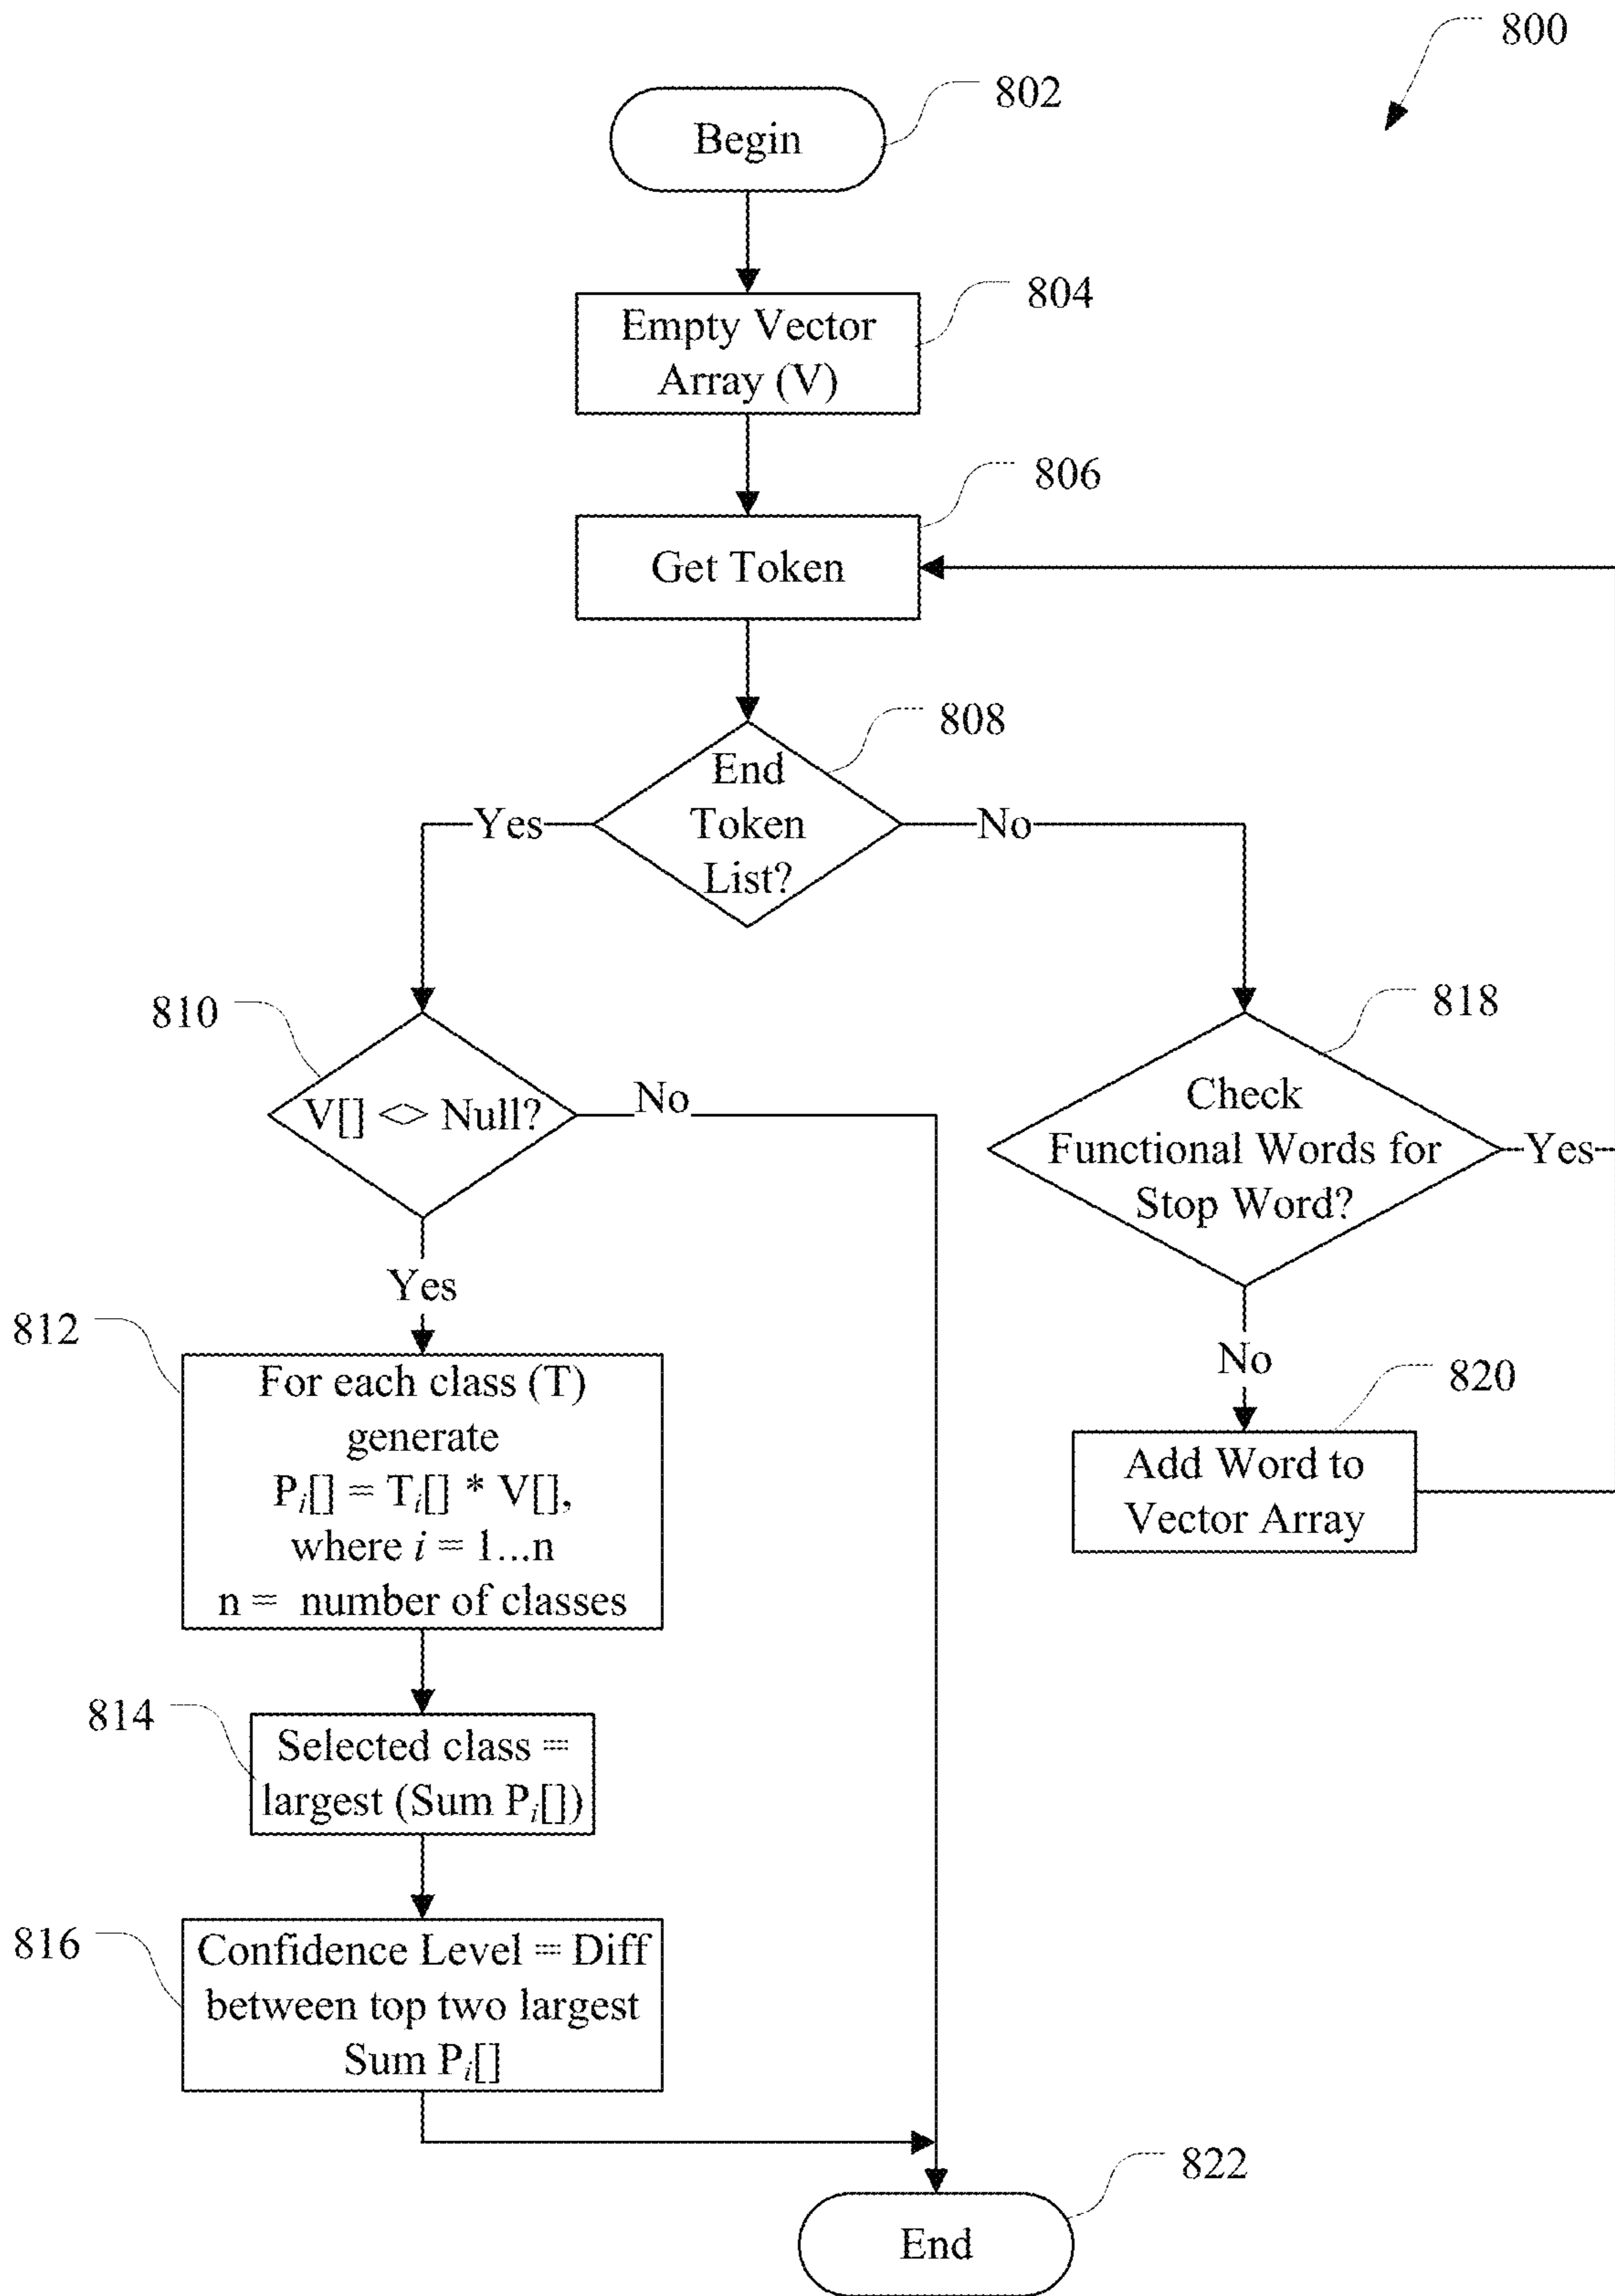 800
802
Begin
804
Empty Vector
Array (V)
806
Get Token
808
End
Token
List?
Yes
No
810
V[] <> Null?
No
818
Check
Functional Words for
Stop Word?
Yes
Yes
No
812
For each class (T)
generate
Pi[] = Ti[] * V[],
where i = 1...n
n = number of classes
820
Add Word to
Vector Array
814
Selected class =
largest (Sum Pi[])
816
Confidence Level = Diff
between top two largest
Sum Pi[]
822
End